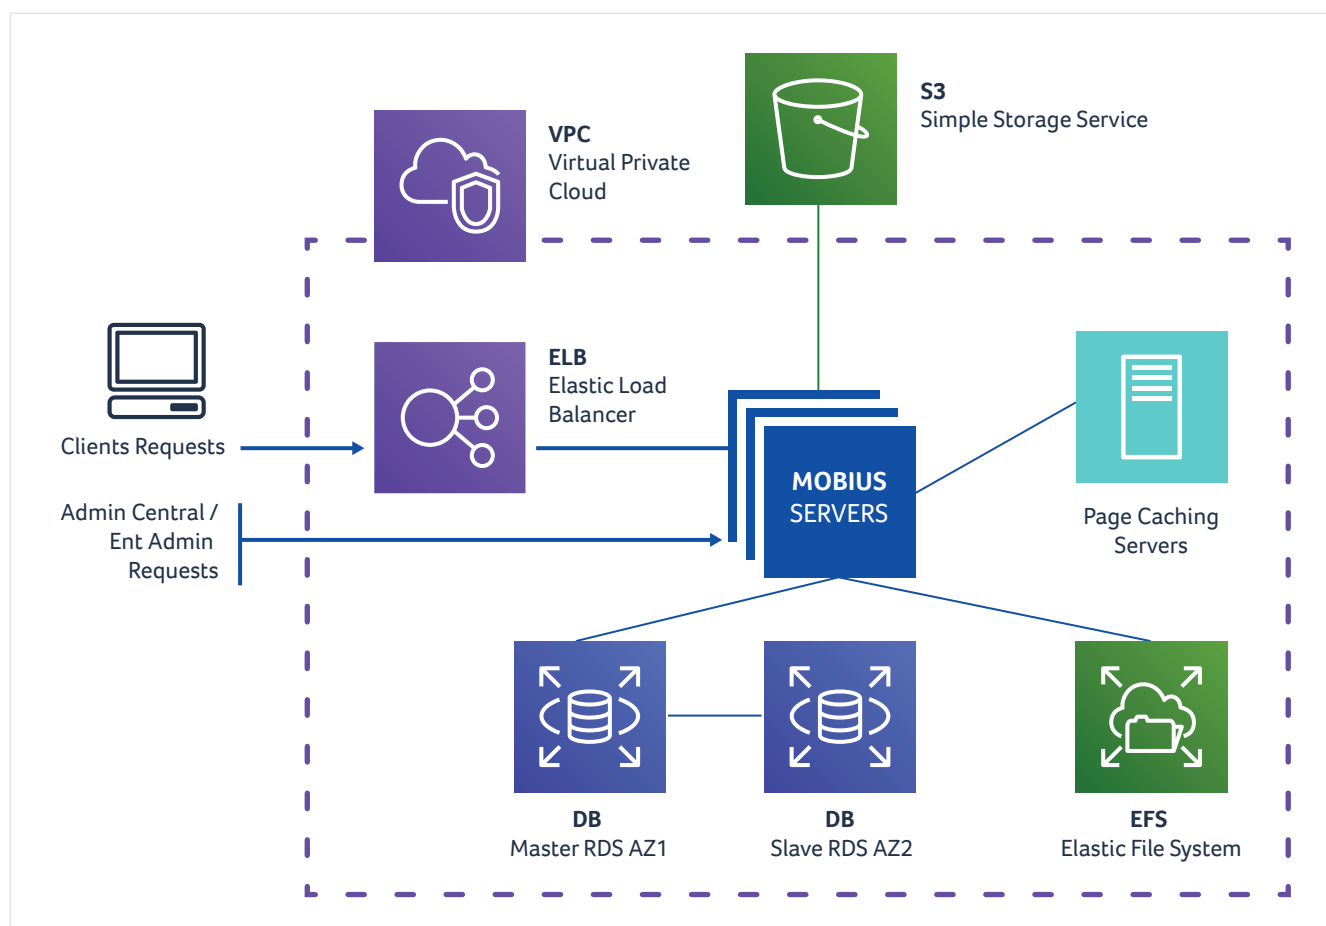 S3
Simple Storage Service
VPC
Virtual Private
Cloud
ELB
Elastic Load
Balancer
Clients Requests
Admin Central /
Ent Admin
Requests
MOBIUS
SERVERS
Page Caching
Servers
DB
Master RDS AZ1
DB
Slave RDS AZ2
EFS
Elastic File System